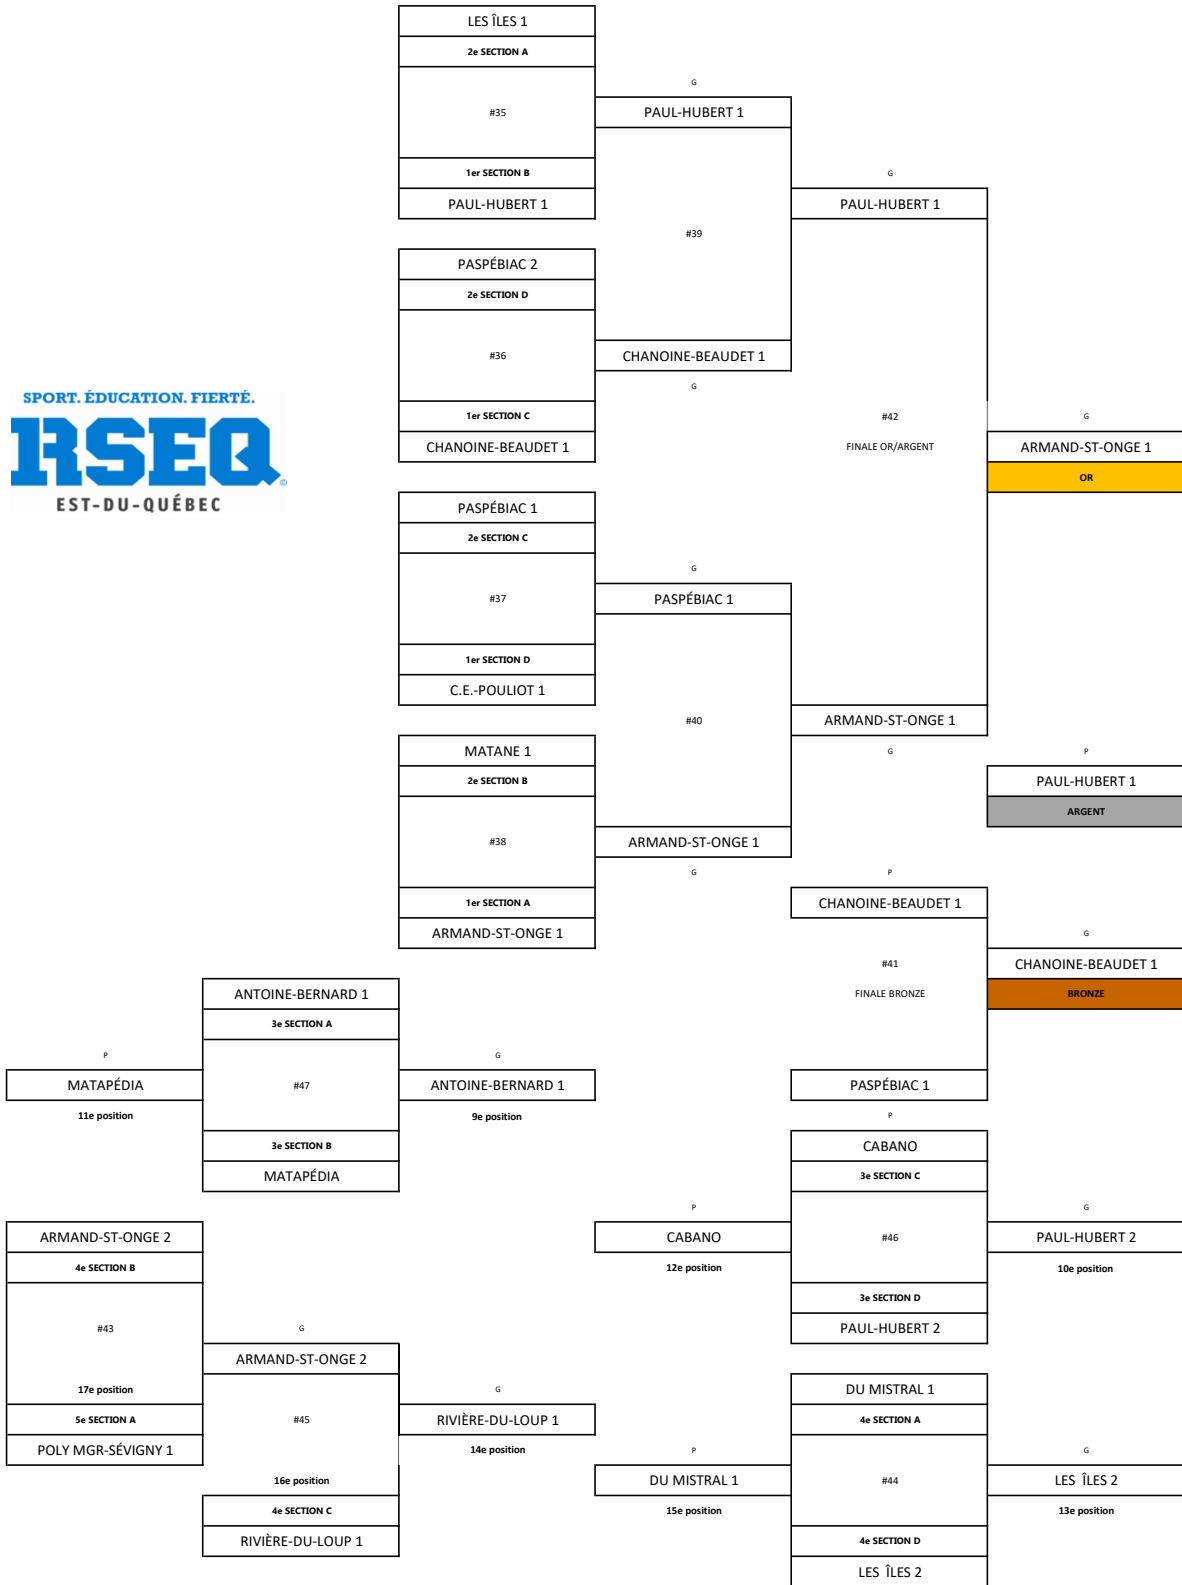 LES ÎLES 1
2e SECTION A
G
#35
PAUL-HUBERT 1
1er SECTION B
G
PAUL-HUBERT 1
PAUL-HUBERT 1
#39
PASPÉBIAC 2
2e SECTION D
#36
CHANOINE-BEAUDET 1
G
SPORT. ÉDUCATION. FIERTÉ.
RSEQ
EST-DU-QUÉBEC
1er SECTION C
#42
G
CHANOINE-BEAUDET 1
FINALE OR/ARGENT
ARMAND-ST-ONGE 1
OR
PASPÉBIAC 1
2e SECTION C
G
#37
PASPÉBIAC 1
1er SECTION D
C.E.-POULIOT 1
#40
ARMAND-ST-ONGE 1
MATANE 1
G
P
2e SECTION B
PAUL-HUBERT 1
ARGENT
#38
ARMAND-ST-ONGE 1
G
P
1er SECTION A
CHANOINE-BEAUDET 1
ARMAND-ST-ONGE 1
G
#41
CHANOINE-BEAUDET 1
ANTOINE-BERNARD 1
FINALE BRONZE
BRONZE
3e SECTION A
P
G
MATAPÉDIA
#47
ANTOINE-BERNARD 1
PASPÉBIAC 1
11e position
9e position
P
3e SECTION B
CABANO
MATAPÉDIA
3e SECTION C
P
G
ARMAND-ST-ONGE 2
CABANO
#46
PAUL-HUBERT 2
4e SECTION B
12e position
10e position
3e SECTION D
#43
G
PAUL-HUBERT 2
ARMAND-ST-ONGE 2
17e position
G
DU MISTRAL 1
5e SECTION A
#45
RIVIÈRE-DU-LOUP 1
4e SECTION A
POLY MGR-SÉVIGNY 1
14e position
P
G
16e position
DU MISTRAL 1
#44
LES ÎLES 2
4e SECTION C
15e position
13e position
RIVIÈRE-DU-LOUP 1
4e SECTION D
LES ÎLES 2